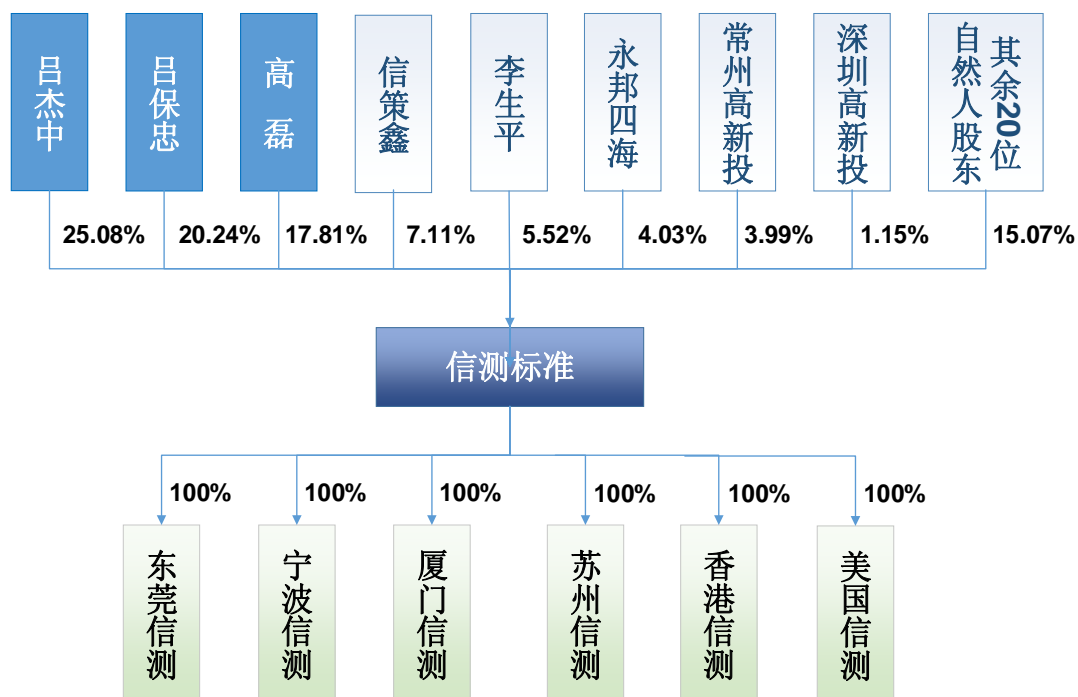 吕杰中
吕保忠
高磊
信策鑫
李生平
永邦四海
常州高新投
深圳高新投
其余20位
自然人股东
25.08%
20.24%
17.81%
7.11%
5.52%
4.03%
3.99%
1.15%
15.07%
信测标准
100%
100%
100%
100%
100%
100%
东莞信测
宁波信测
厦门信测
苏州信测
香港信测
美国信测